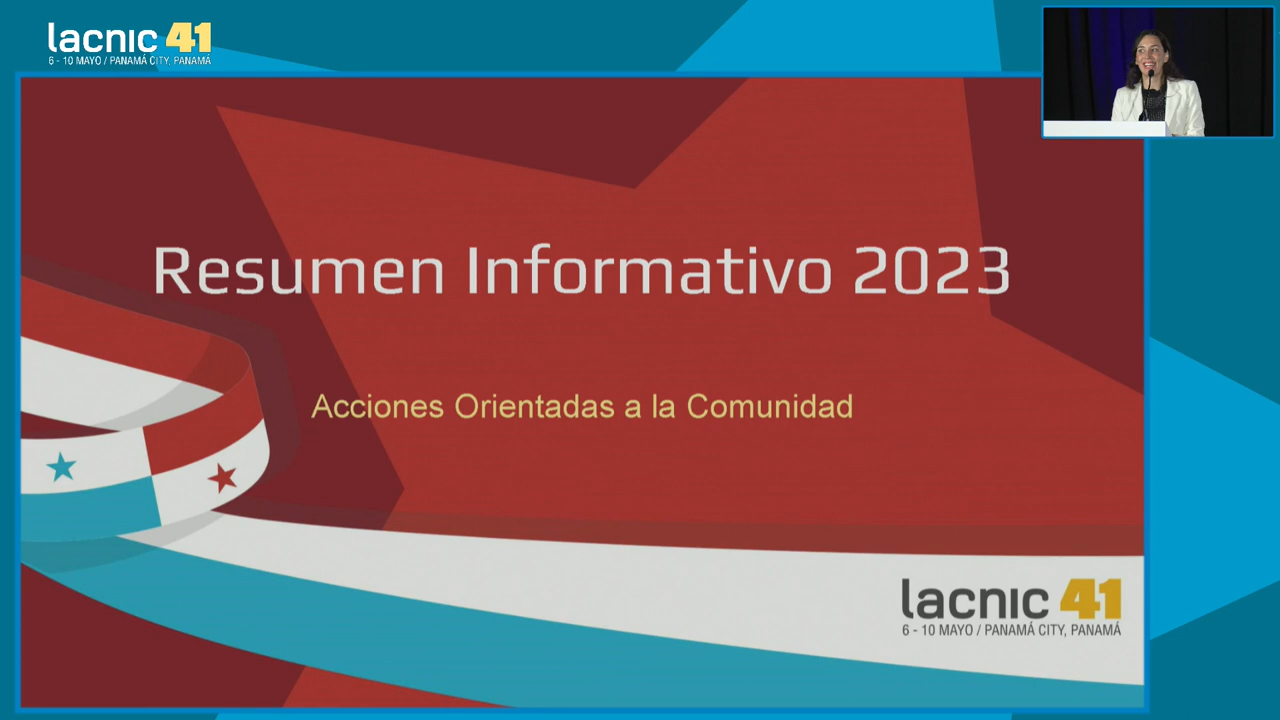 lacnic 41
6 - 10 MAYO / PANAMÁ CITY, PANAMÁ
Resumen Informativo 2023
Acciones Orientadas a la Comunidad
lacnic 41
6 - 10 MAYO / PANAMÁ CITY, PANAMÁ